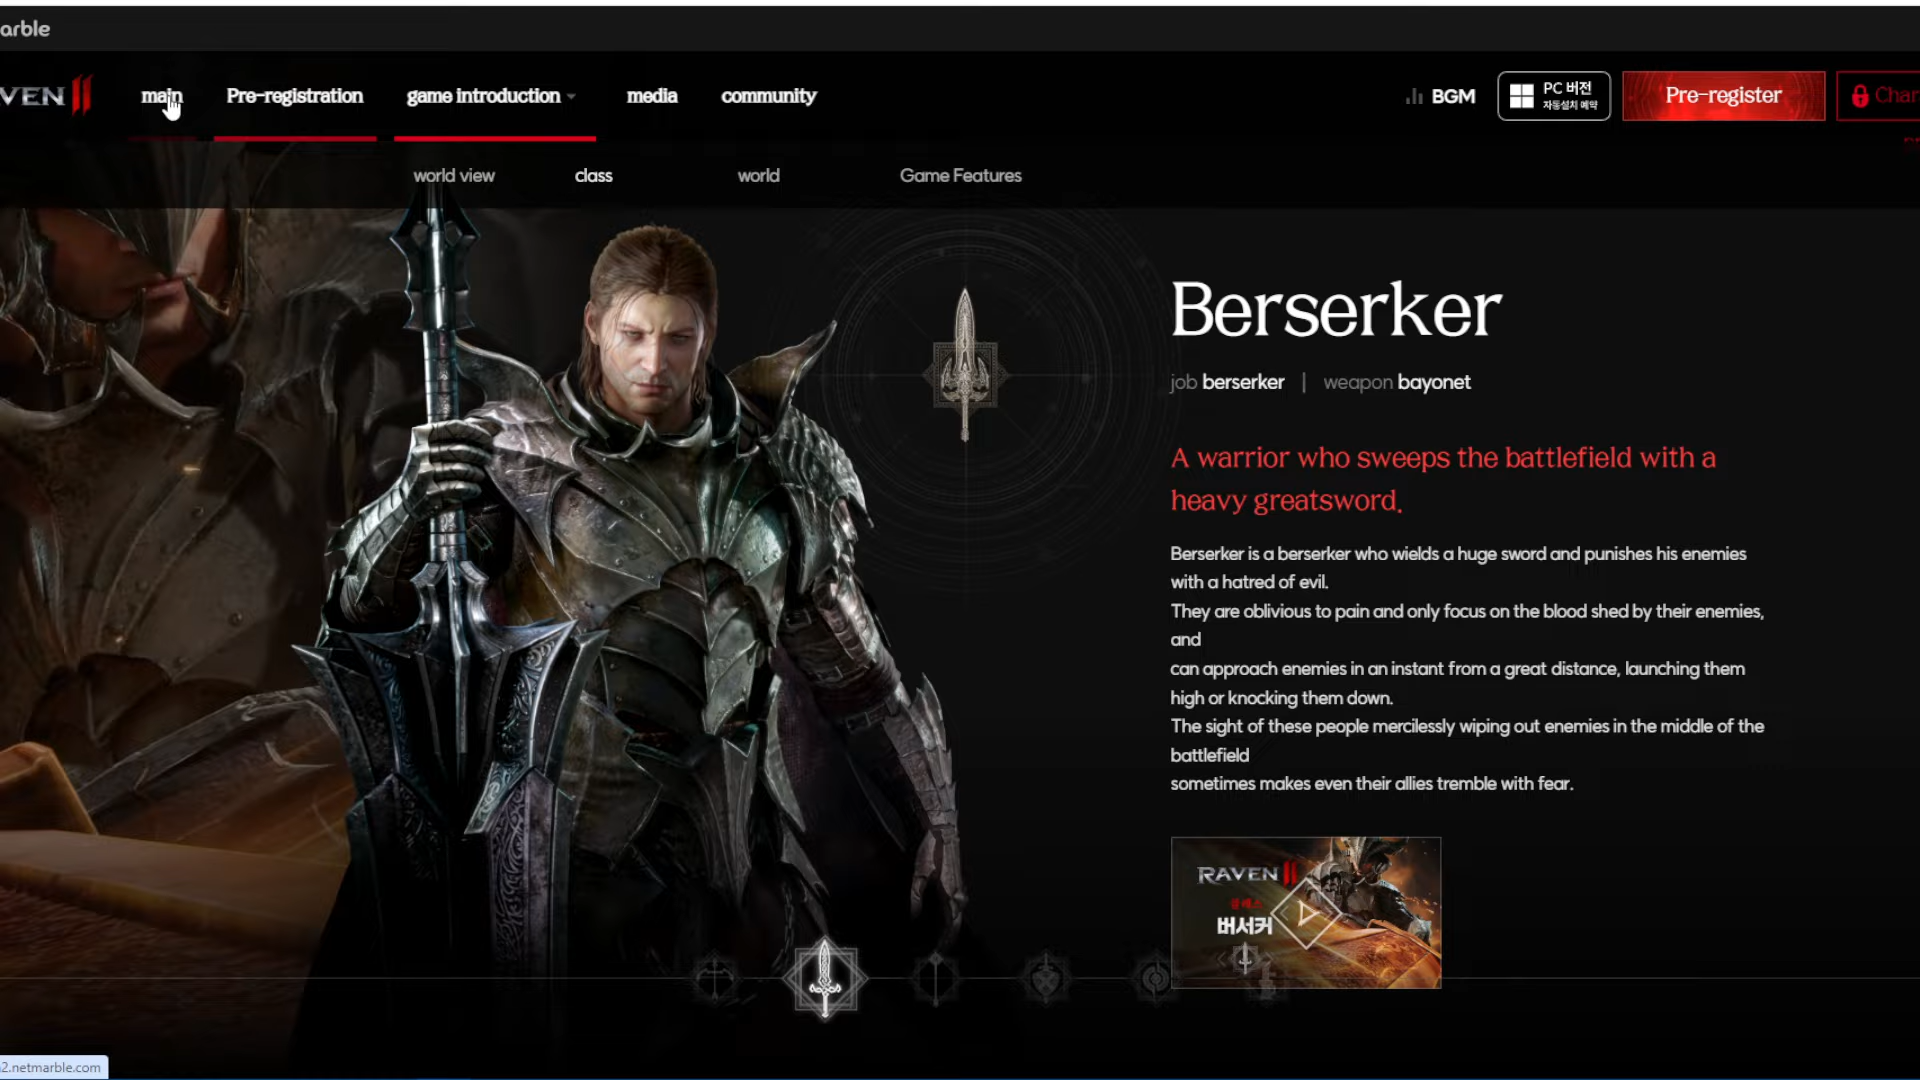 arble
VEN II
main
Pre-registration
game introduction
media
community
BGM
PC 버전
자동설치 예약
Pre-register
Char
world view
class
world
Game Features
Berserker
job berserker | weapon bayonet
A warrior who sweeps the battlefield with a
heavy greatsword.
Berserker is a berserker who wields a huge sword and punishes his enemies
with a hatred of evil.
They are oblivious to pain and only focus on the blood shed by their enemies,
and
can approach enemies in an instant from a great distance, launching them
high or knocking them down.
The sight of these people mercilessly wiping out enemies in the middle of the
battlefield
sometimes makes even their allies tremble with fear.
RAVEN II
클래스
버서커
2.netmarble.com